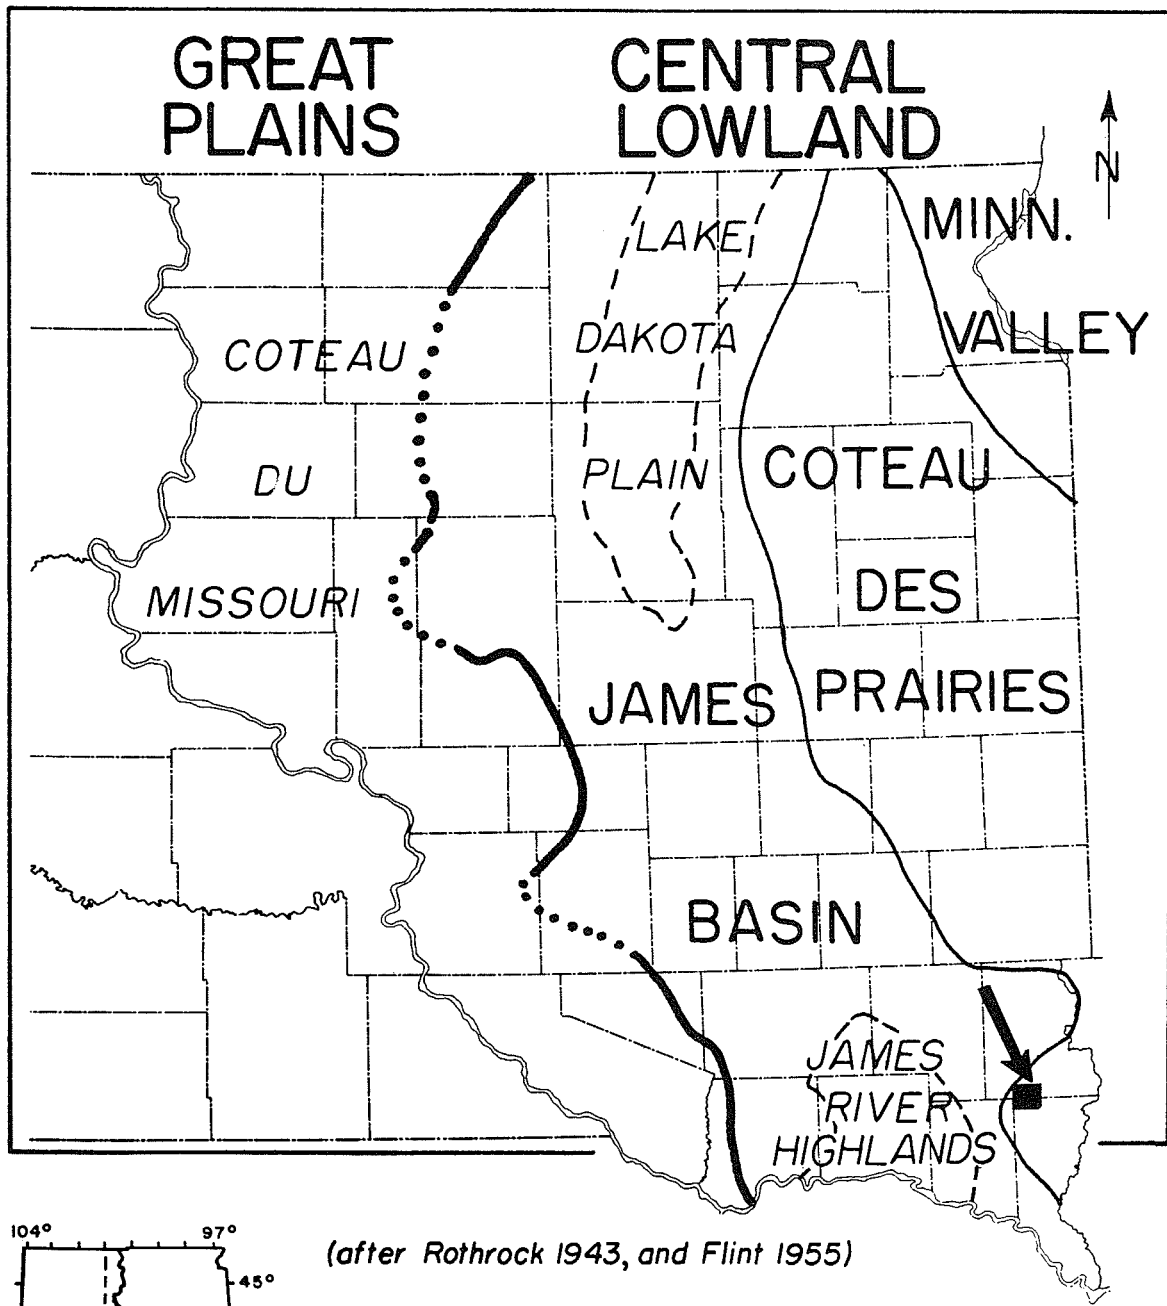 GREAT
PLAINS
CENTRAL
LOWLAND
N
MINN.
VALLEY
LAKE
DAKOTA
PLAIN
COTEAU
DU
MISSOURI
COTEAU
DES
PRAIRIES
JAMES
BASIN
JAMES
RIVER
HIGHLANDS
104°
97°
45°
(after Rothrock 1943, and Flint 1955)